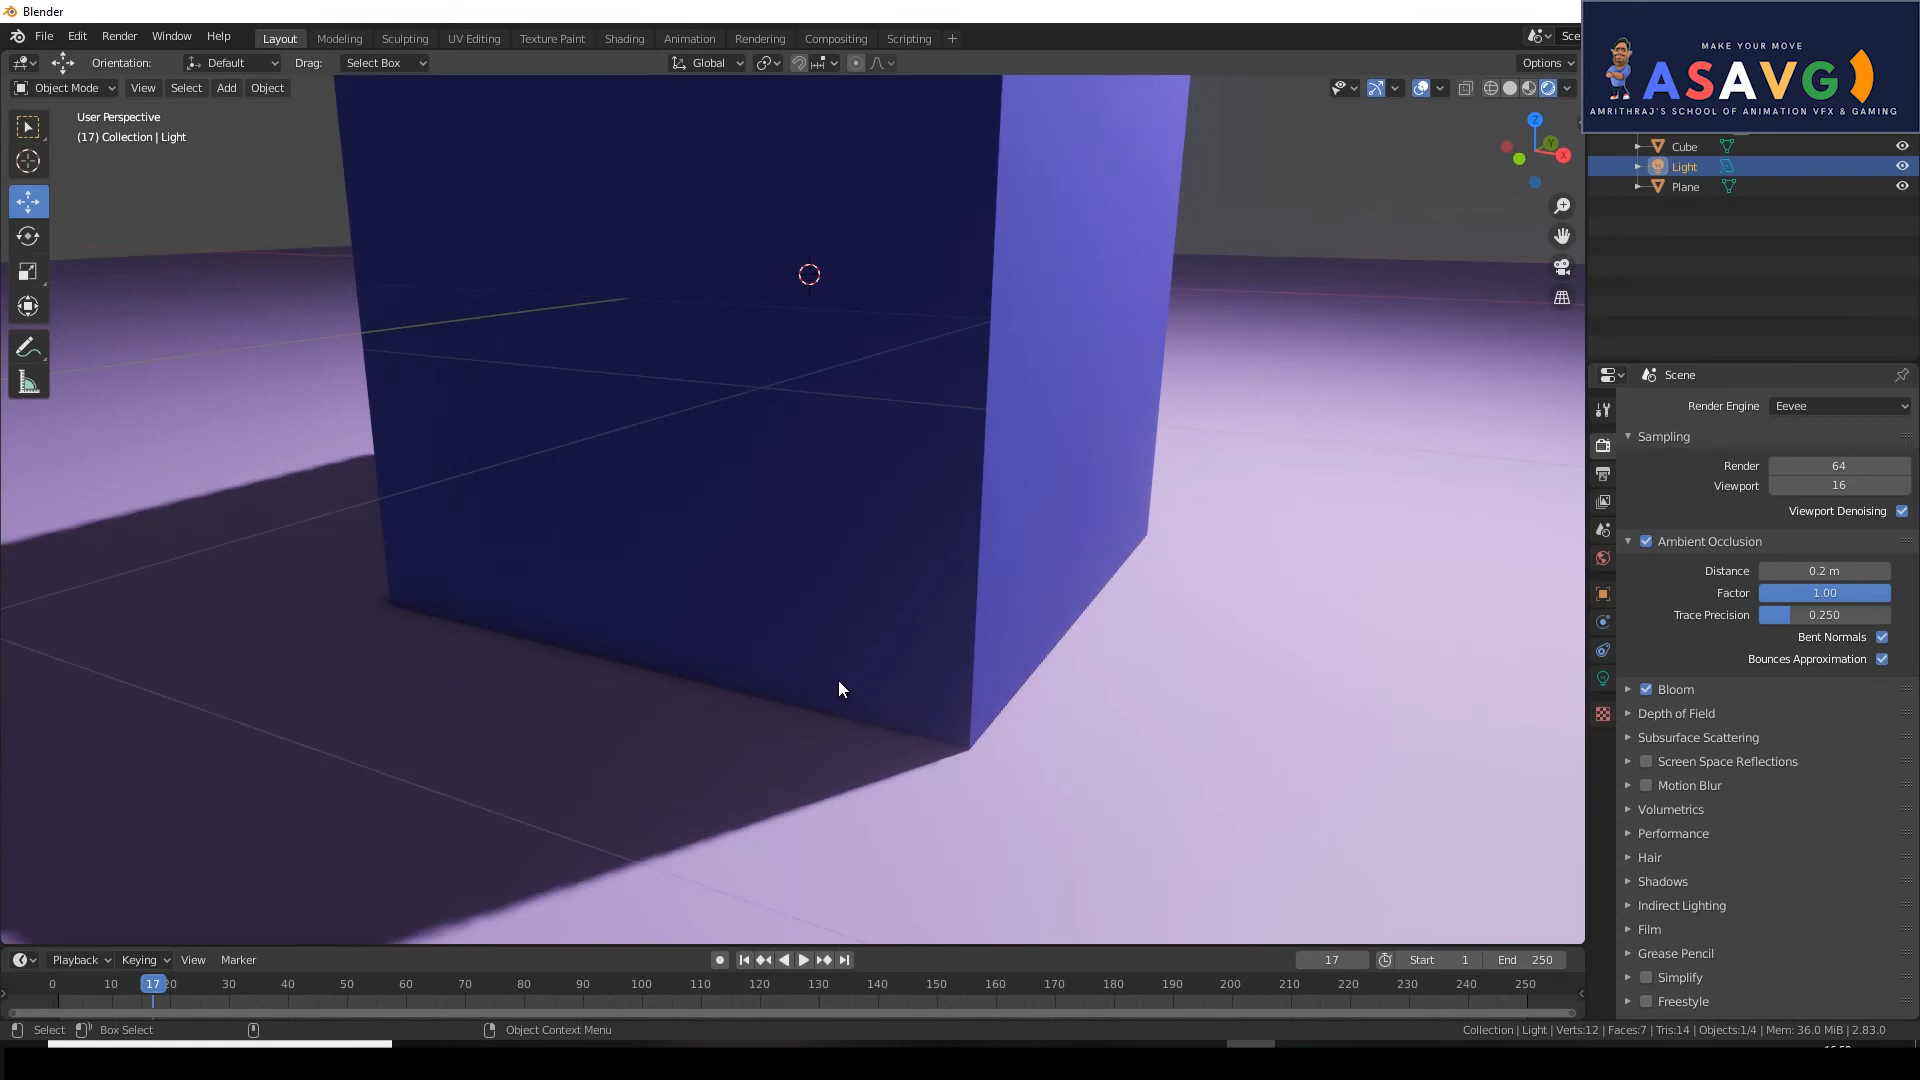 Blender
File Edit Render Window Help Layout Modeling Sculpting UV Editing Texture Paint Shading Animation Rendering Compositing Scripting + Sce
Orientation: Default Drag: Select Box Global Options
Object Mode View Select Add Object
User Perspective
(17) Collection | Light
Z
Y
X
MAKE YOUR MOVE
ASAVG
AMRITHRAJ'S SCHOOL OF ANIMATION VFX & GAMING
Cube
Light
Plane
Scene
Render Engine Eevee
Sampling
Render 64
Viewport 16
Viewport Denoising
Ambient Occlusion
Distance 0.2 m
Factor 1.00
Trace Precision 0.250
Bent Normals
Bounces Approximation
Bloom
Depth of Field
Subsurface Scattering
Screen Space Reflections
Motion Blur
Volumetrics
Performance
Hair
Shadows
Indirect Lighting
Film
Grease Pencil
Simplify
Freestyle
Playback Keying View Marker 17 Start 1 End 250
0 10 17 20 30 40 50 60 70 80 90 100 110 120 130 140 150 160 170 180 190 200 210 220 230 240 250
Select Box Select Object Context Menu Collection | Light | Verts:12 | Faces:7 | Tris:14 | Objects:1/4 | Mem: 36.0 MiB | 2.83.0